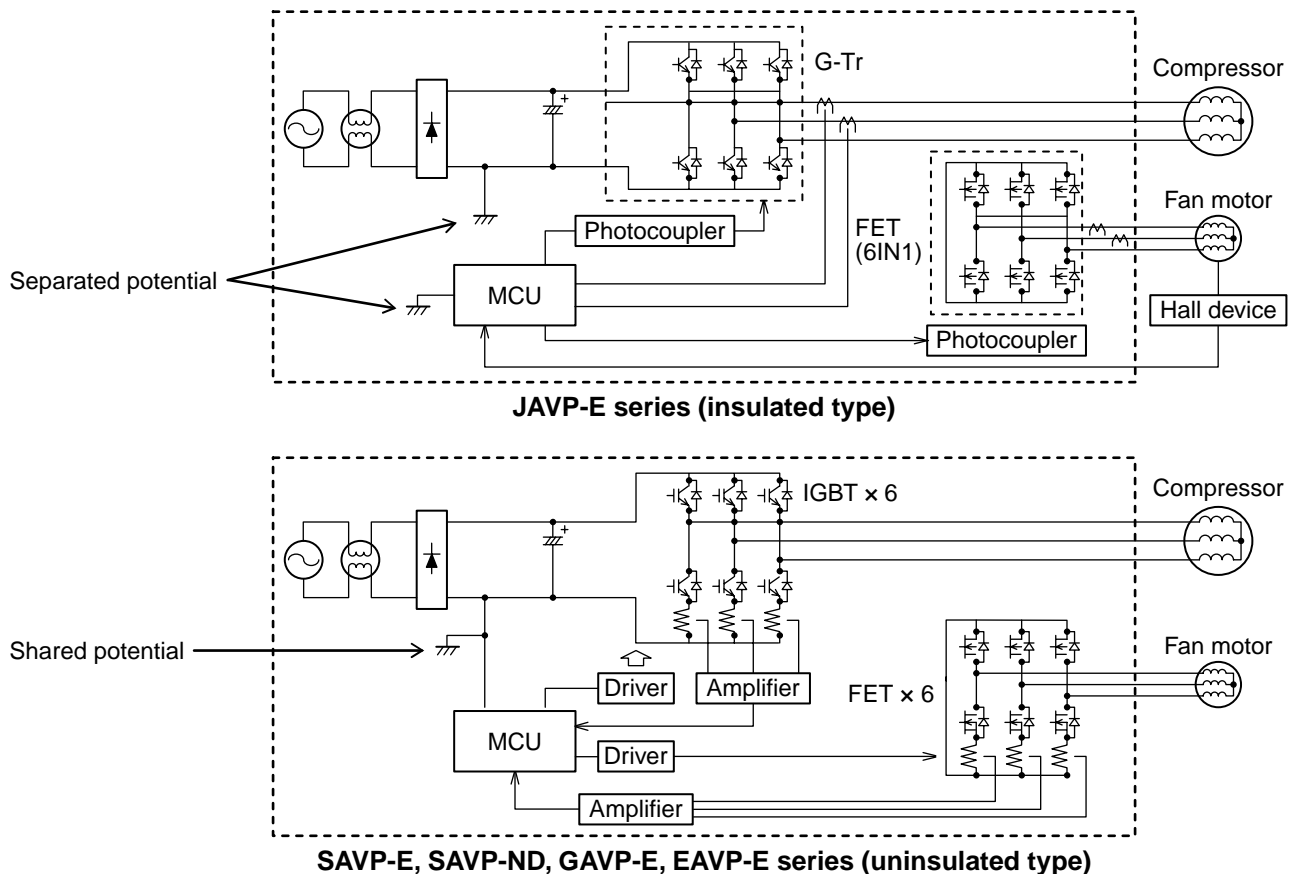 G-Tr
Compressor
Photocoupler
FET
(6IN1)
Fan motor
Separated potential
MCU
Hall device
Photocoupler
JAVP-E series (insulated type)
IGBT × 6
Compressor
Shared potential
Driver
Amplifier
FET × 6
Fan motor
MCU
Driver
Amplifier
SAVP-E, SAVP-ND, GAVP-E, EAVP-E series (uninsulated type)